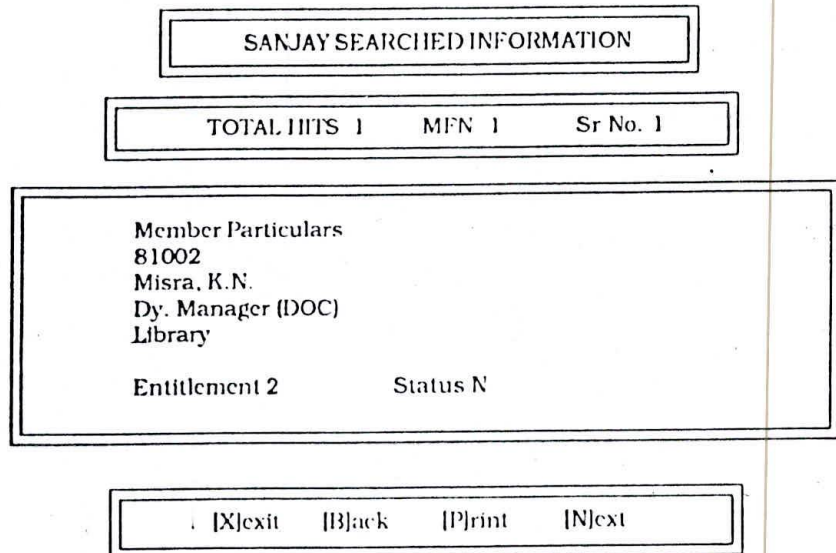 SANJAY SEARCHED INFORMATION
TOTAL HITS 1 MFN 1 Sr No. 1
Member Particulars
81002
Misra, K.N.
Dy. Manager (DOC)
Library
Entitlement 2 Status N
[X]exit [B]ack [P]rint [N]ext